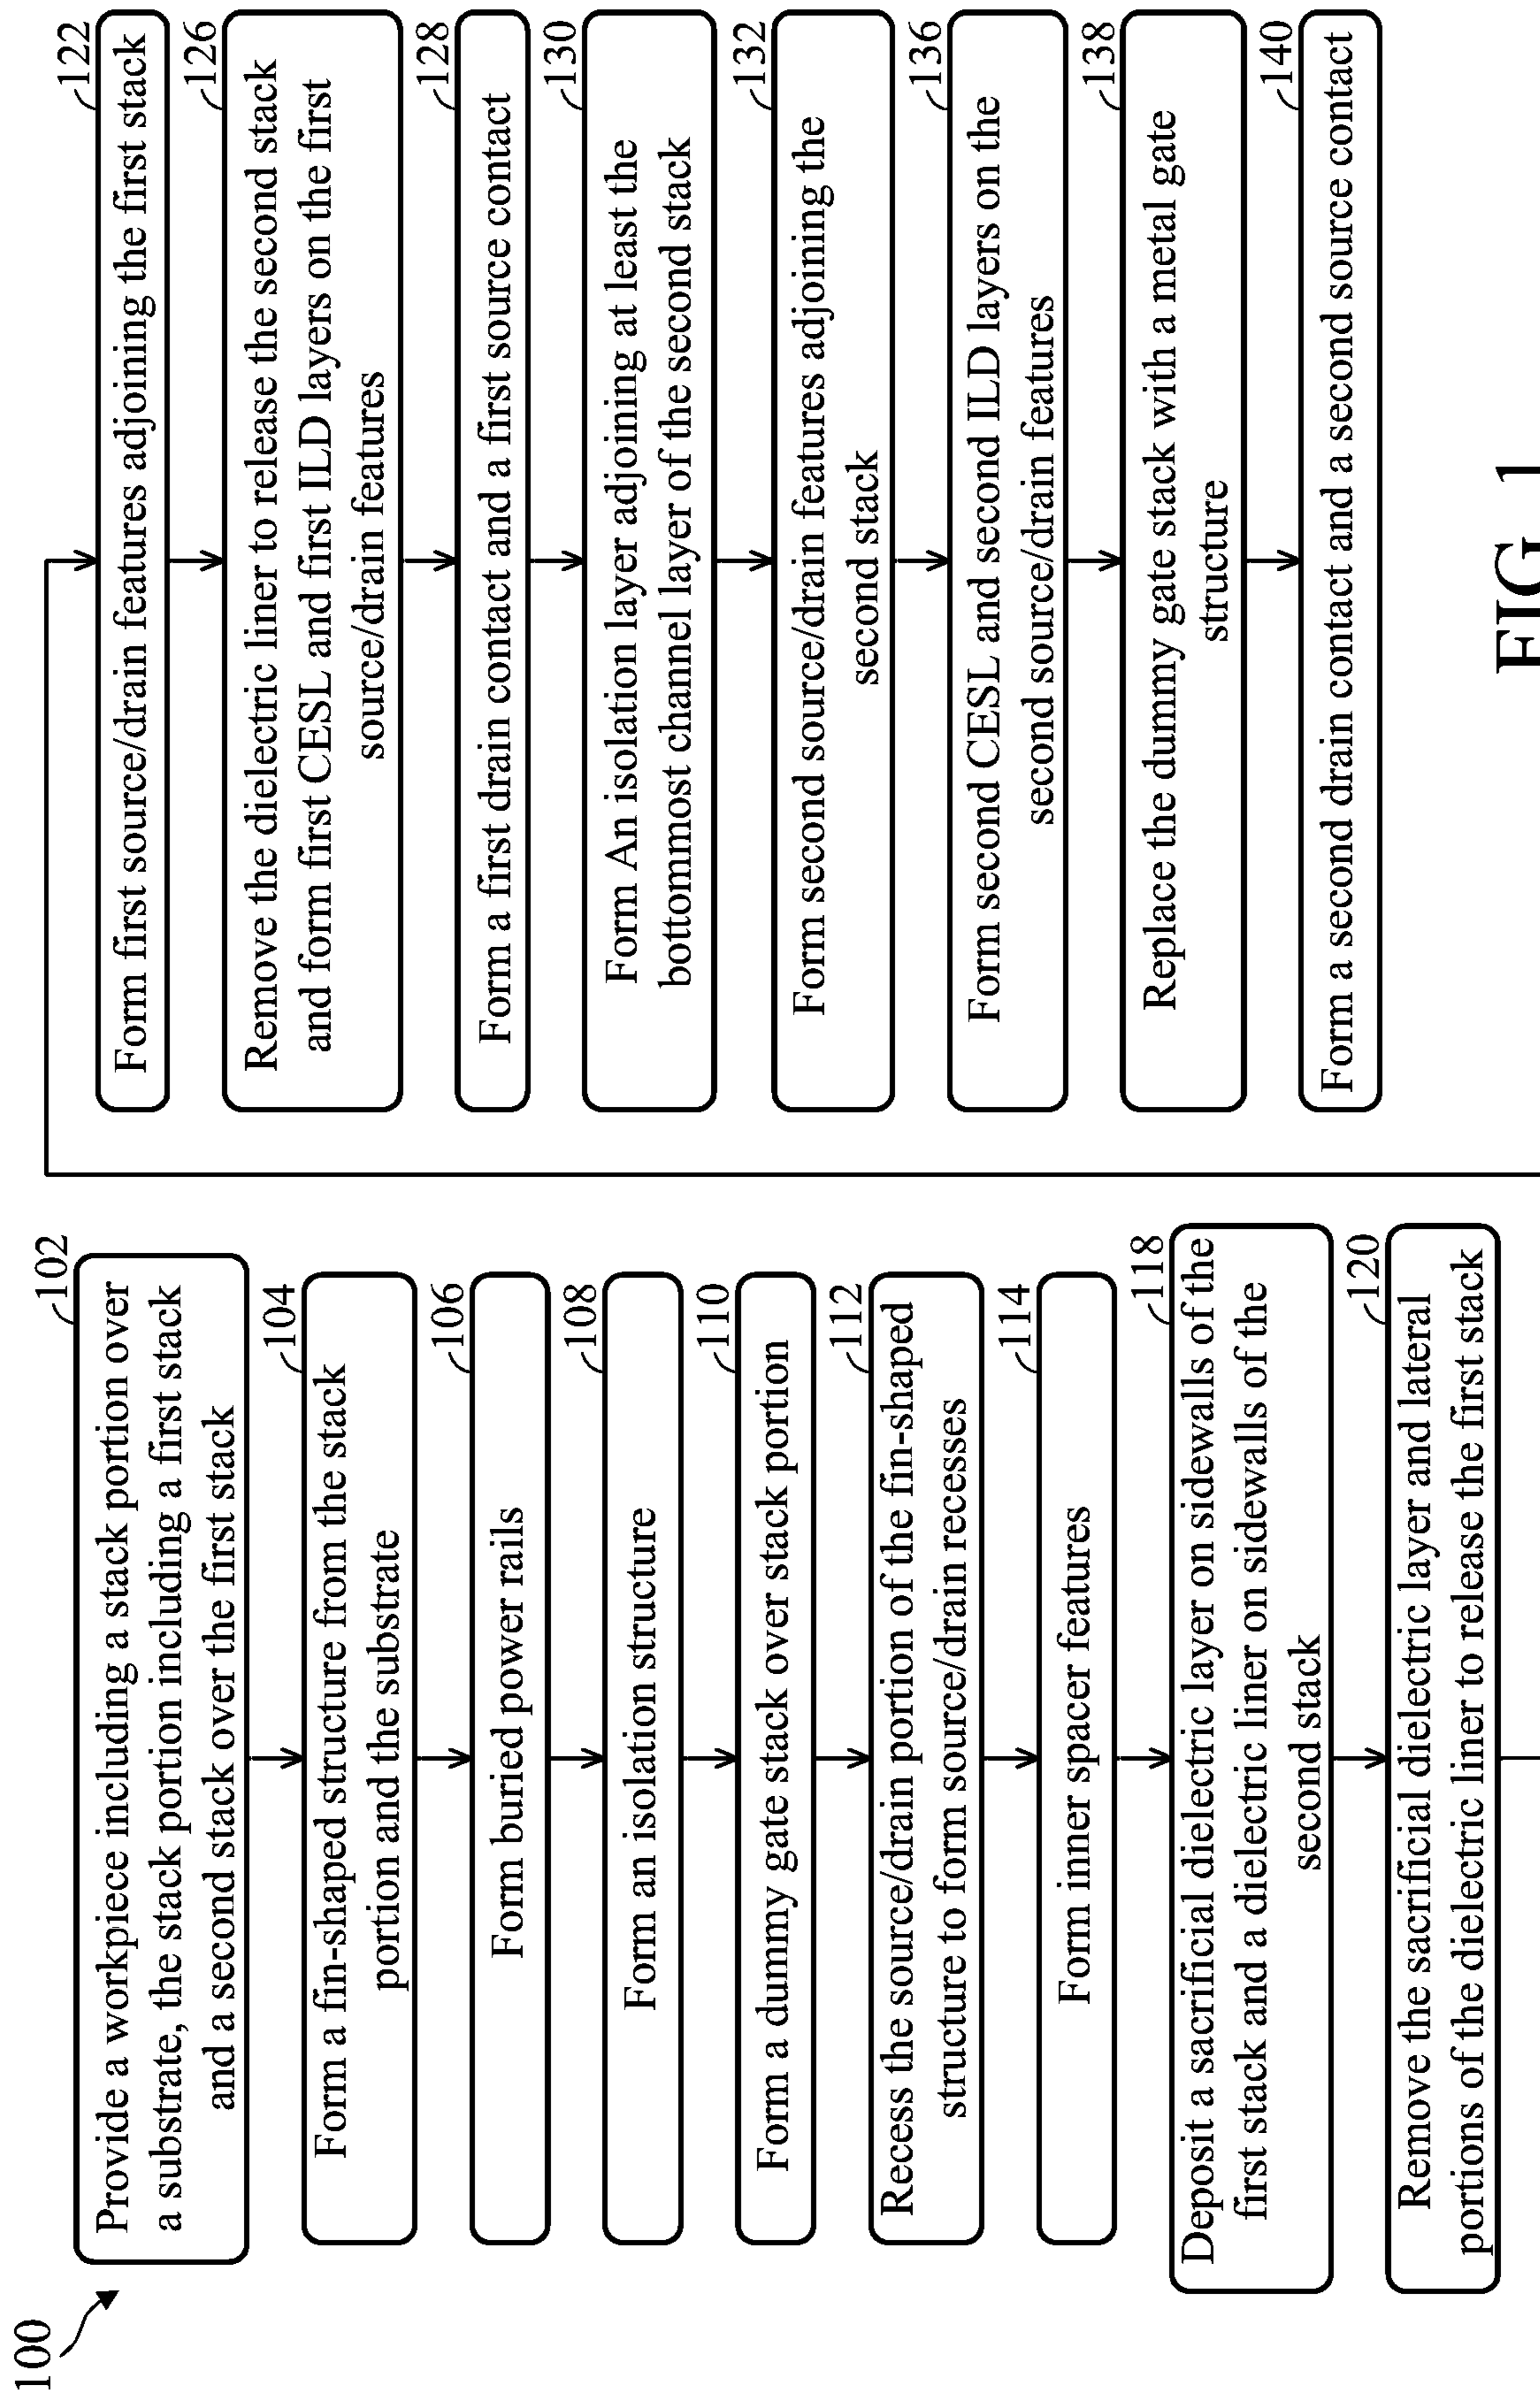 100
102
Provide a workpiece including a stack portion over
a substrate, the stack portion including a first stack
and a second stack over the first stack
104
Form a fin-shaped structure from the stack
portion and the substrate
106
Form buried power rails
108
Form an isolation structure
110
Form a dummy gate stack over stack portion
112
Recess the source/drain portion of the fin-shaped
structure to form source/drain recesses
114
Form inner spacer features
118
Deposit a sacrificial dielectric layer on sidewalls of the
first stack and a dielectric liner on sidewalls of the
second stack
120
Remove the sacrificial dielectric layer and lateral
portions of the dielectric liner to release the first stack
122
Form first source/drain features adjoining the first stack
126
Remove the dielectric liner to release the second stack
and form first CESL and first ILD layers on the first
source/drain features
128
Form a first drain contact and a first source contact
130
Form An isolation layer adjoining at least the
bottommost channel layer of the second stack
132
Form second source/drain features adjoining the
second stack
136
Form second CESL and second ILD layers on the
second source/drain features
138
Replace the dummy gate stack with a metal gate
structure
140
Form a second drain contact and a second source contact
FIG. 1